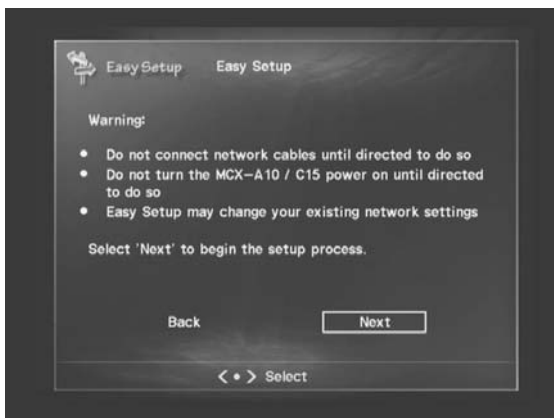 Easy Setup Easy Setup
Warning:
• Do not connect network cables until directed to do so
• Do not turn the MCX-A10 / C15 power on until directed
to do so
• Easy Setup may change your existing network settings
Select 'Next' to begin the setup process.
Back Next
< • > Select